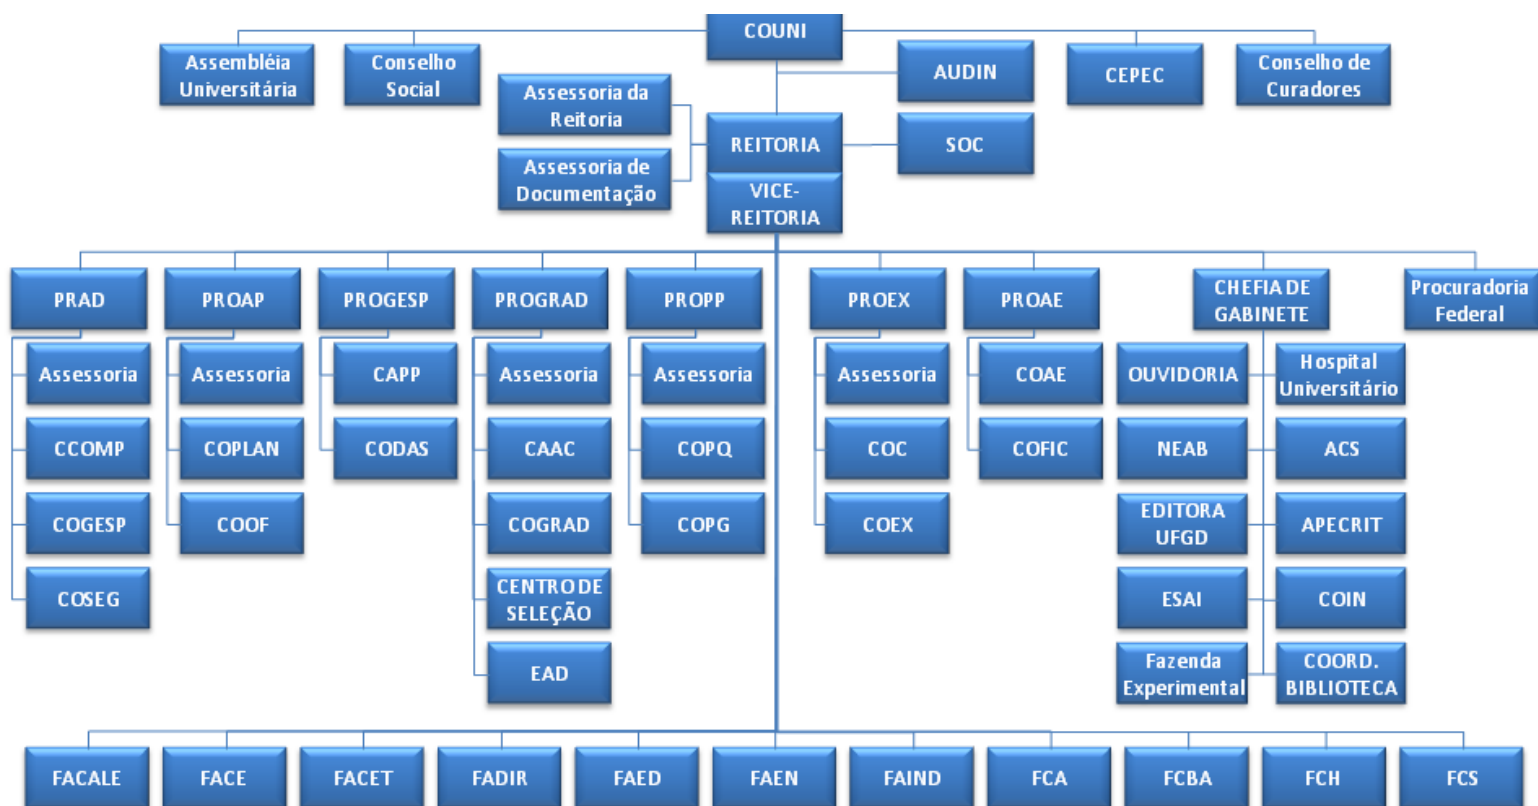 COUNI
Assembléia
Universitária
Conselho
Social
AUDIN
CEPEC
Conselho de
Curadores
Assessoria da
Reitoria
REITORIA
SOC
Assessoria de
Documentação
VICE-
REITORIA
PRAD
PROAP
PROGESP
PROGRAD
PROPP
PROEX
PROAE
CHEFIA DE
GABINETE
Procuradoria
Federal
Assessoria
Assessoria
CAPP
Assessoria
Assessoria
Assessoria
COAE
OUVIDORIA
Hospital
Universitário
CCOMP
COPLAN
CODAS
CAAC
COPQ
COC
COFIC
NEAB
ACS
COGESP
COOF
COGRAD
COPG
COEX
EDITORA
UFGD
APECRIT
COSEG
CENTRO DE
SELEÇÃO
ESAI
COIN
EAD
Fazenda
Experimental
COORD.
BIBLIOTECA
FACALE
FACE
FACET
FADIR
FAED
FAEN
FAIND
FCA
FCBA
FCH
FCS